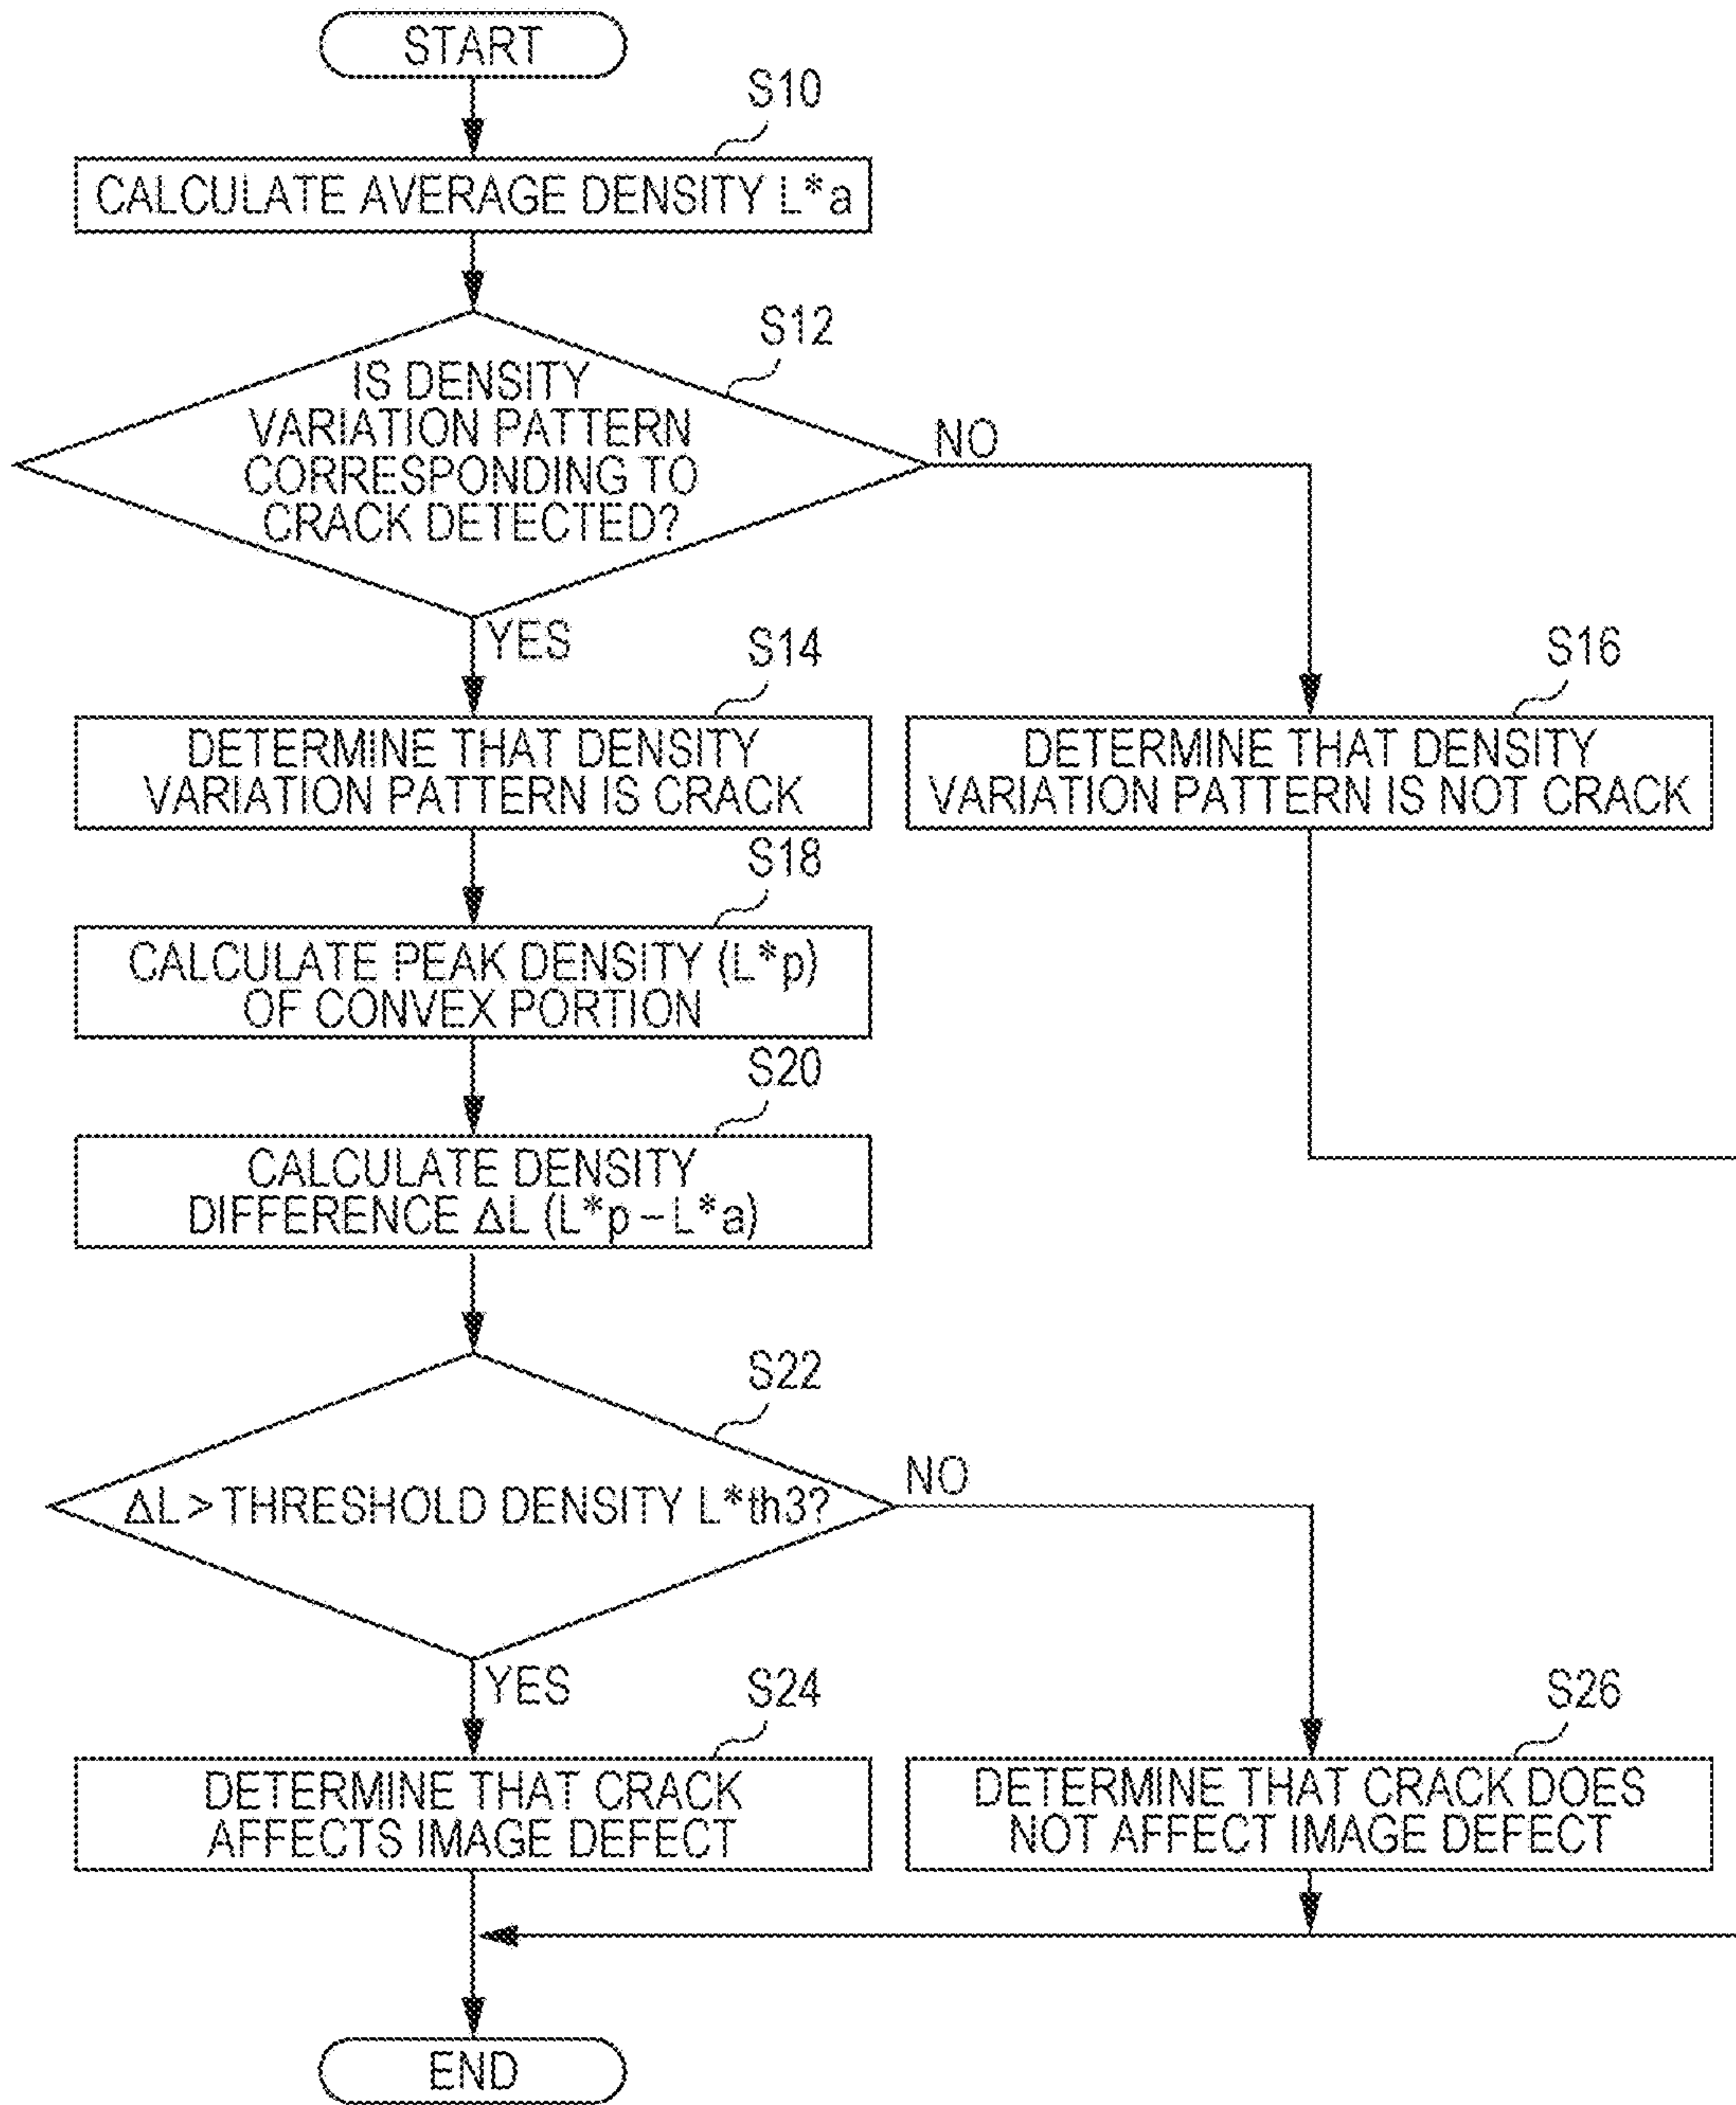 START
S10
CALCULATE AVERAGE DENSITY L*a
S12
IS DENSITY
VARIATION PATTERN
CORRESPONDING TO
CRACK DETECTED?
NO
YES
S14
DETERMINE THAT DENSITY
VARIATION PATTERN IS CRACK
S16
DETERMINE THAT DENSITY
VARIATION PATTERN IS NOT CRACK
S18
CALCULATE PEAK DENSITY (L*p)
OF CONVEX PORTION
S20
CALCULATE DENSITY
DIFFERENCE ΔL (L*p – L*a)
S22
ΔL > THRESHOLD DENSITY L*th3?
NO
YES
S24
DETERMINE THAT CRACK
AFFECTS IMAGE DEFECT
S26
DETERMINE THAT CRACK DOES
NOT AFFECT IMAGE DEFECT
END